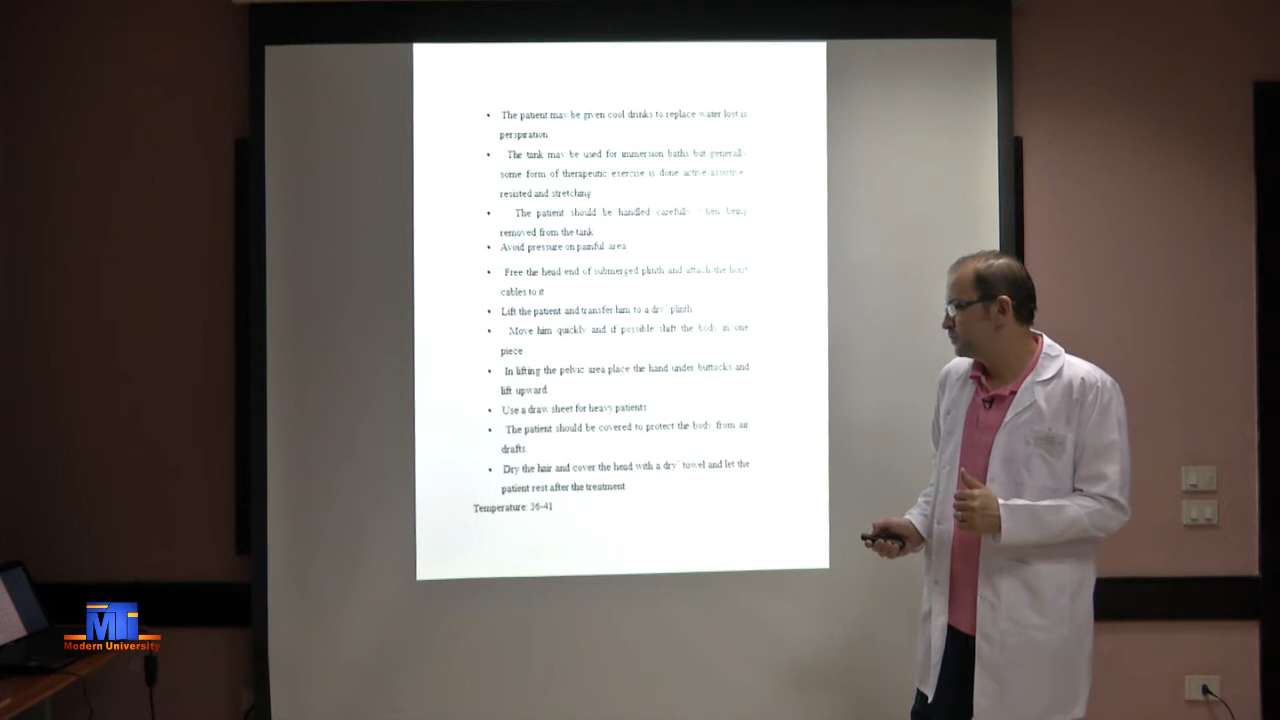 • The patient may be given cool drinks to replace water lost is
perspiration
• The tank may be used for immersion baths but generally
some form of therapeutic exercise is done active-assistive-
resisted and stretching
• The patient should be handled carefully when being
removed from the tank
• Avoid pressure on painful area
• Free the head end of submerged plinth and attach the hoist
cables to it
• Lift the patient and transfer him to a dry plinth
• Move him quickly and if possible shift the body in one
piece
• In lifting the pelvic area place the hand under buttocks and
lift upward
• Use a draw sheet for heavy patients
• The patient should be covered to protect the body from air
drafts.
• Dry the hair and cover the head with a dry towel and let the
patient rest after the treatment
Temperature: 36-41
MTI
Modern University